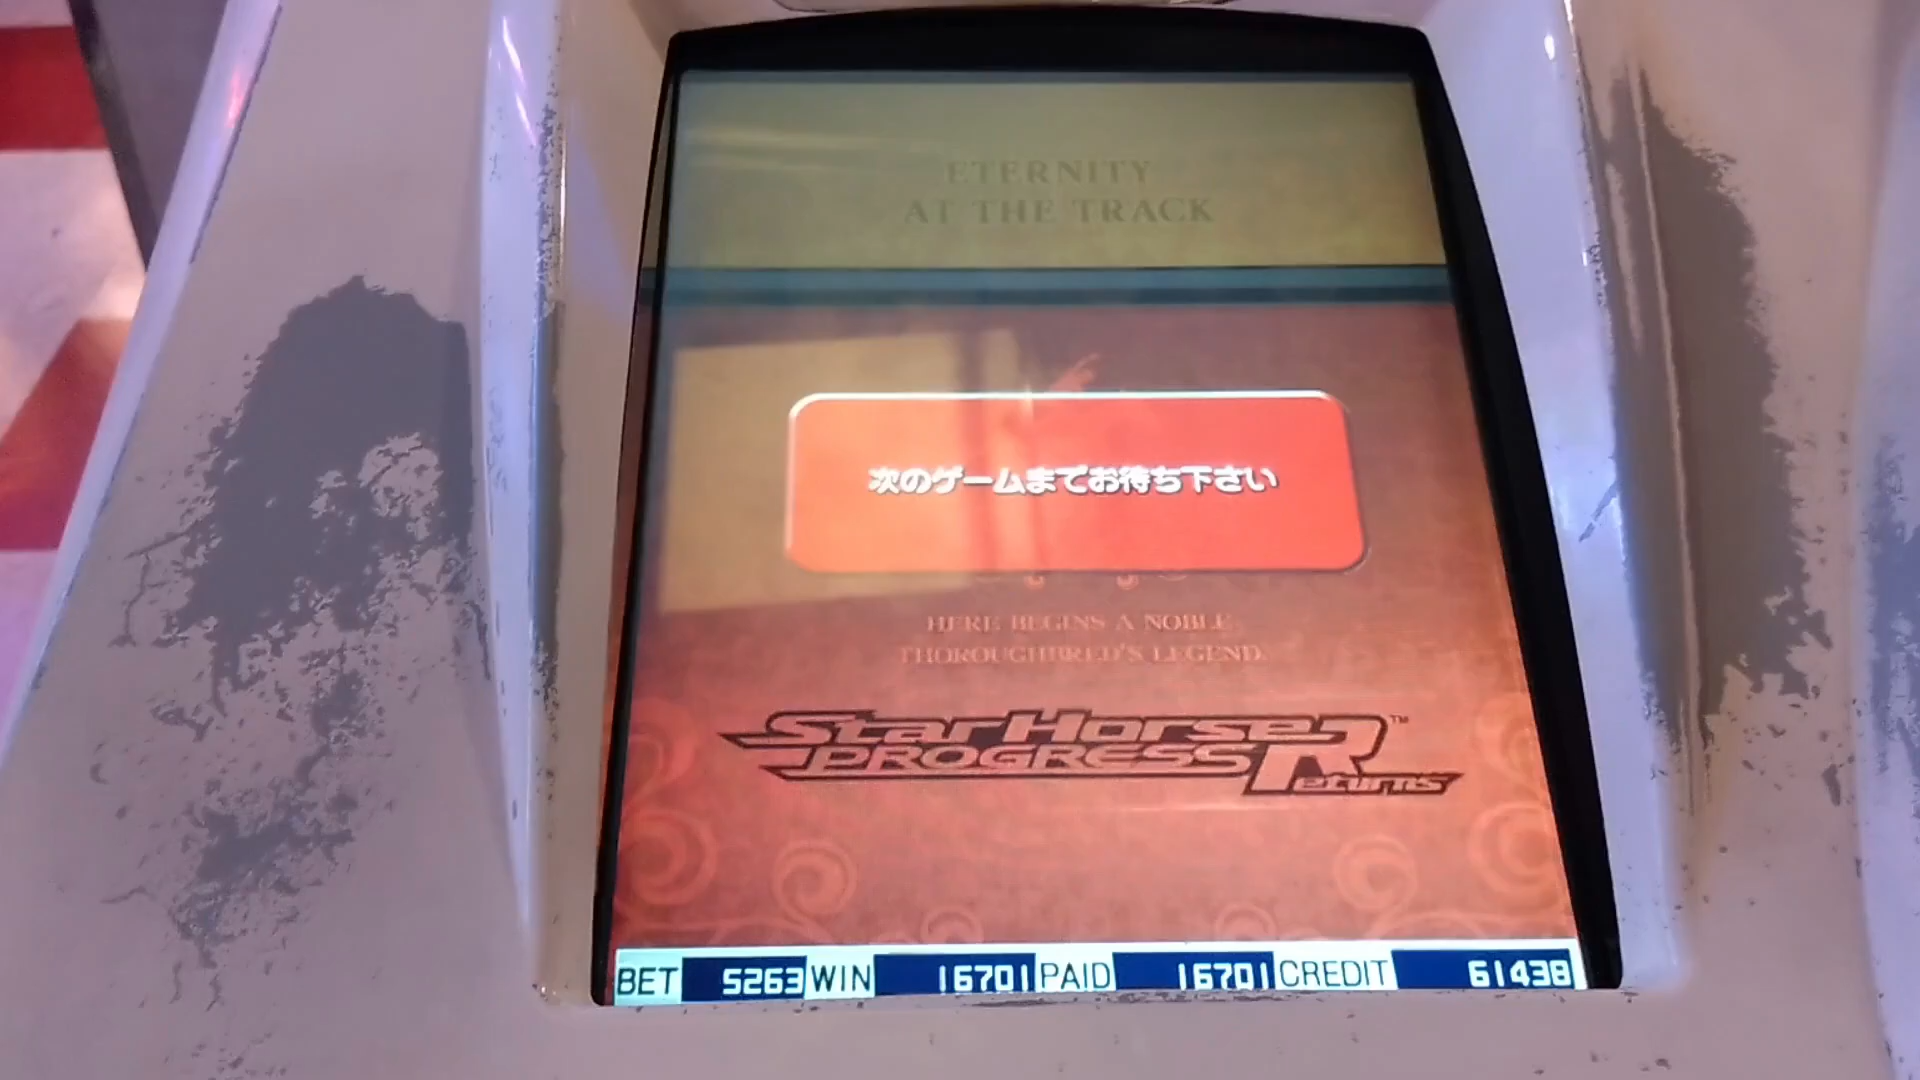 ETERNITY
AT THE TRACK
次のゲームまでお待ち下さい
HERE BEGINS A NOBLE
THOROUGHBRED'S LEGEND.
StarHorse
PROGRESS Returns™
BET 5263 WIN 16701 PAID 16701 CREDIT 61438